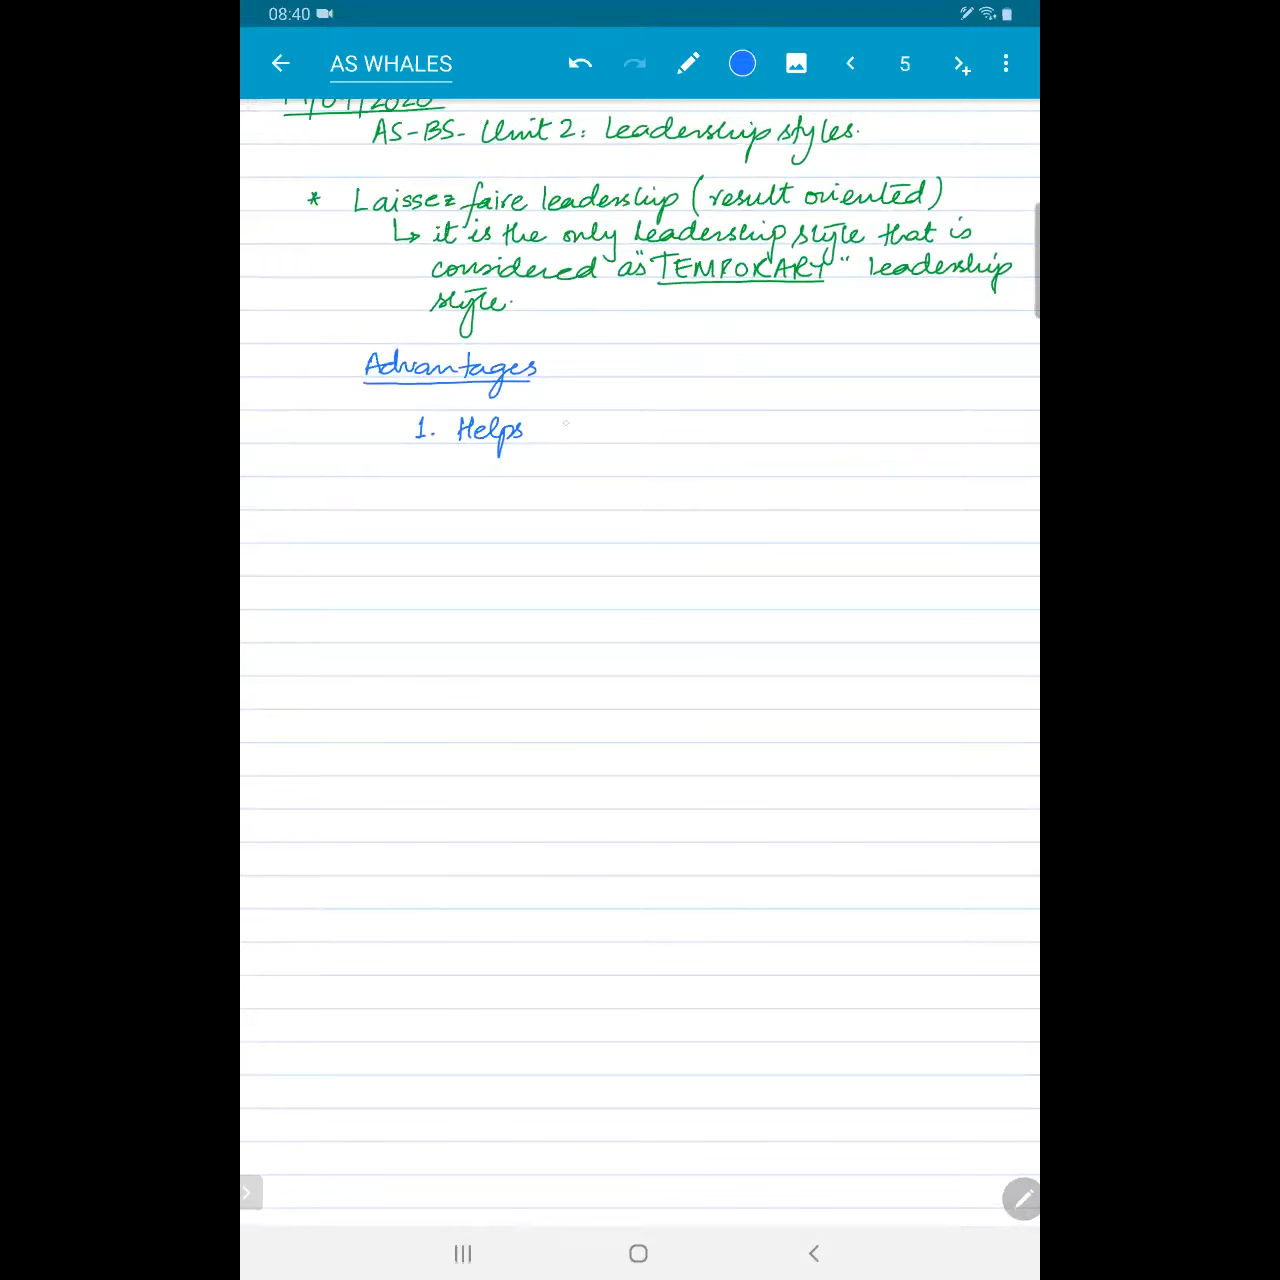 08:40
AS WHALES
5
AS-BS- Unit 2: Leadership styles.
* Laissez faire leadership (result oriented)
↳ it is the only leadership style that is
considered as "TEMPORARY" leadership
style.
Advantages
1. Helps